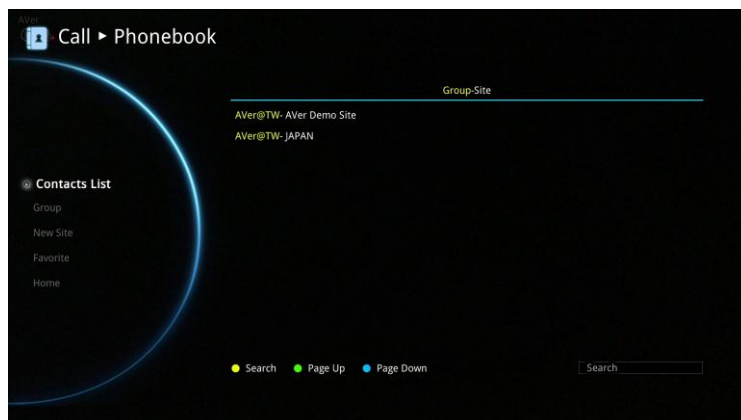 AVer
Call ► Phonebook
Group-Site
AVer@TW- AVer Demo Site
AVer@TW- JAPAN
Contacts List
Group
New Site
Favorite
Home
Search Page Up Page Down Search